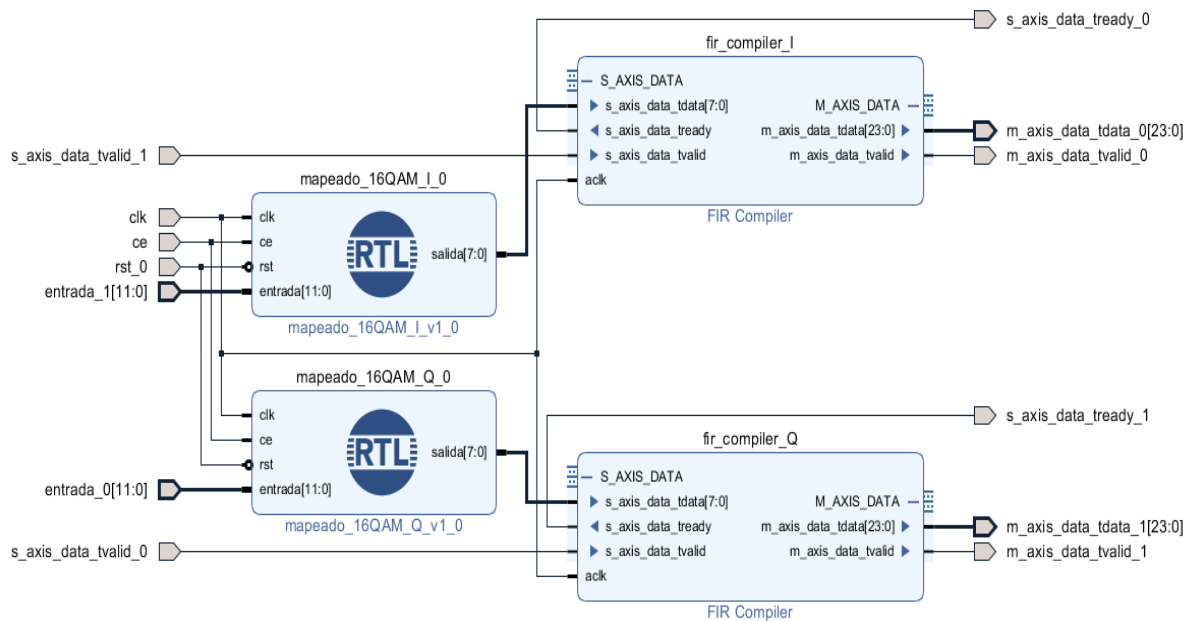 s_axis_data_tready_0
fir_compiler_I
S_AXIS_DATA
s_axis_data_tdata[7:0]
M_AXIS_DATA
s_axis_data_tready
m_axis_data_tdata[23:0]
m_axis_data_tdata_0[23:0]
s_axis_data_tvalid_1
s_axis_data_tvalid
m_axis_data_tvalid
m_axis_data_tvalid_0
aclk
FIR Compiler
mapeado_16QAM_I_0
clk
clk
ce
ce
RTL
salida[7:0]
rst_0
rst
entrada_1[11:0]
entrada[11:0]
mapeado_16QAM_I_v1_0
mapeado_16QAM_Q_0
clk
ce
RTL
salida[7:0]
rst
entrada_0[11:0]
entrada[11:0]
mapeado_16QAM_Q_v1_0
s_axis_data_tready_1
fir_compiler_Q
S_AXIS_DATA
s_axis_data_tdata[7:0]
M_AXIS_DATA
s_axis_data_tready
m_axis_data_tdata[23:0]
m_axis_data_tdata_1[23:0]
s_axis_data_tvalid_0
s_axis_data_tvalid
m_axis_data_tvalid
m_axis_data_tvalid_1
aclk
FIR Compiler